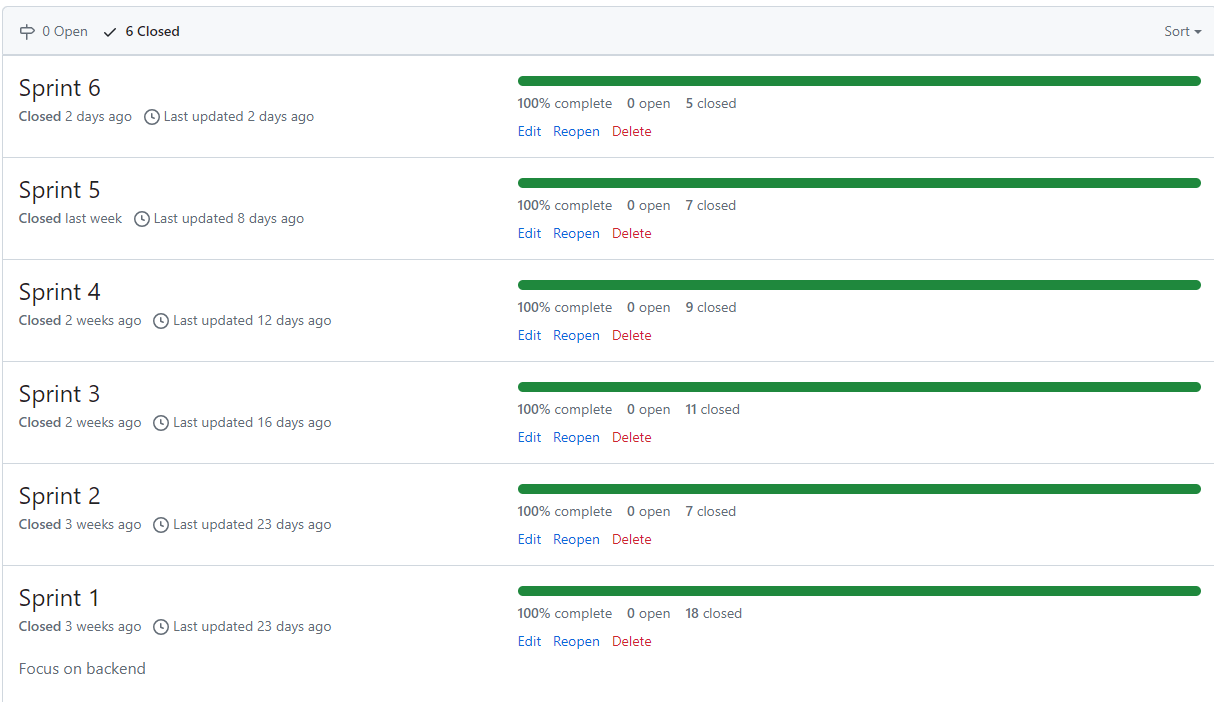 0 Open 6 Closed Sort
Sprint 6
Closed 2 days ago Last updated 2 days ago
100% complete 0 open 5 closed
Edit Reopen Delete
Sprint 5
Closed last week Last updated 8 days ago
100% complete 0 open 7 closed
Edit Reopen Delete
Sprint 4
Closed 2 weeks ago Last updated 12 days ago
100% complete 0 open 9 closed
Edit Reopen Delete
Sprint 3
Closed 2 weeks ago Last updated 16 days ago
100% complete 0 open 11 closed
Edit Reopen Delete
Sprint 2
Closed 3 weeks ago Last updated 23 days ago
100% complete 0 open 7 closed
Edit Reopen Delete
Sprint 1
Closed 3 weeks ago Last updated 23 days ago
Focus on backend
100% complete 0 open 18 closed
Edit Reopen Delete